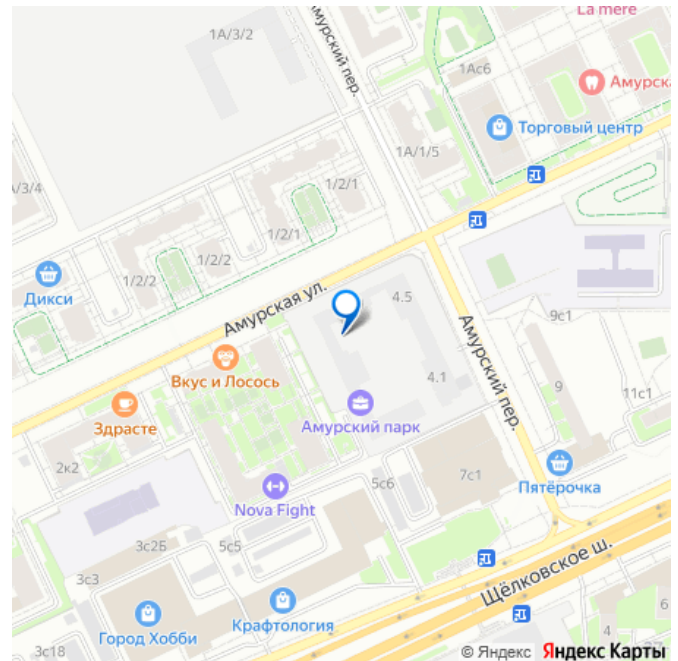 La mere
1А/3/2
Амурский пер.
1Ас6
Амурска
Торговый центр
1А/1/5
1/2/1
/3/4
1/2/1
1/2/2
1/2/2
Дикси
Амурская ул.
4.5
Амурский пер.
9с1
Вкус и Лосось
4.1
9
11с1
Здрасте
Амурский парк
2к2
7с1
Пятёрочка
5с6
Nova Fight
3с2Б
5с5
3с3
Щёлковское ш.
Крафтология
Город Хобби
6
4
3с18
© Яндекс Яндекс Карты